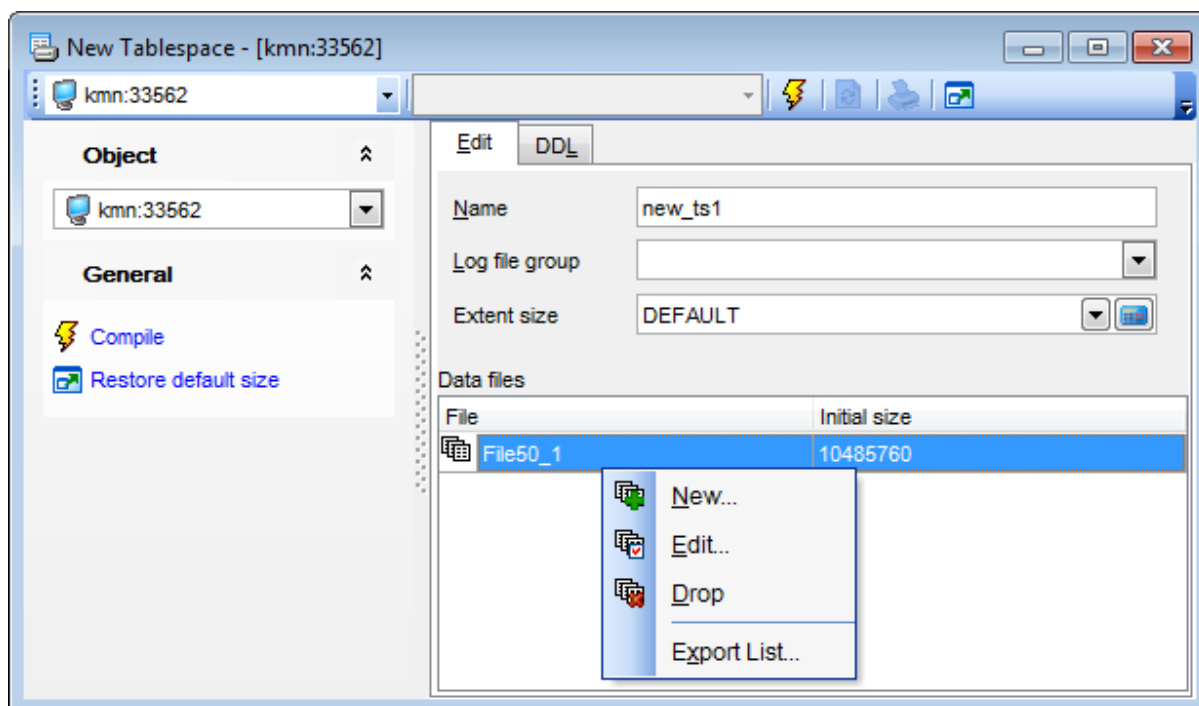 New Tablespace - [kmn:33562]
kmn:33562
Object
kmn:33562
General
Compile
Restore default size
Edit DDL
Name new_ts1
Log file group
Extent size DEFAULT
Data files
File Initial size
File50_1 10485760
New...
Edit...
Drop
Export List...